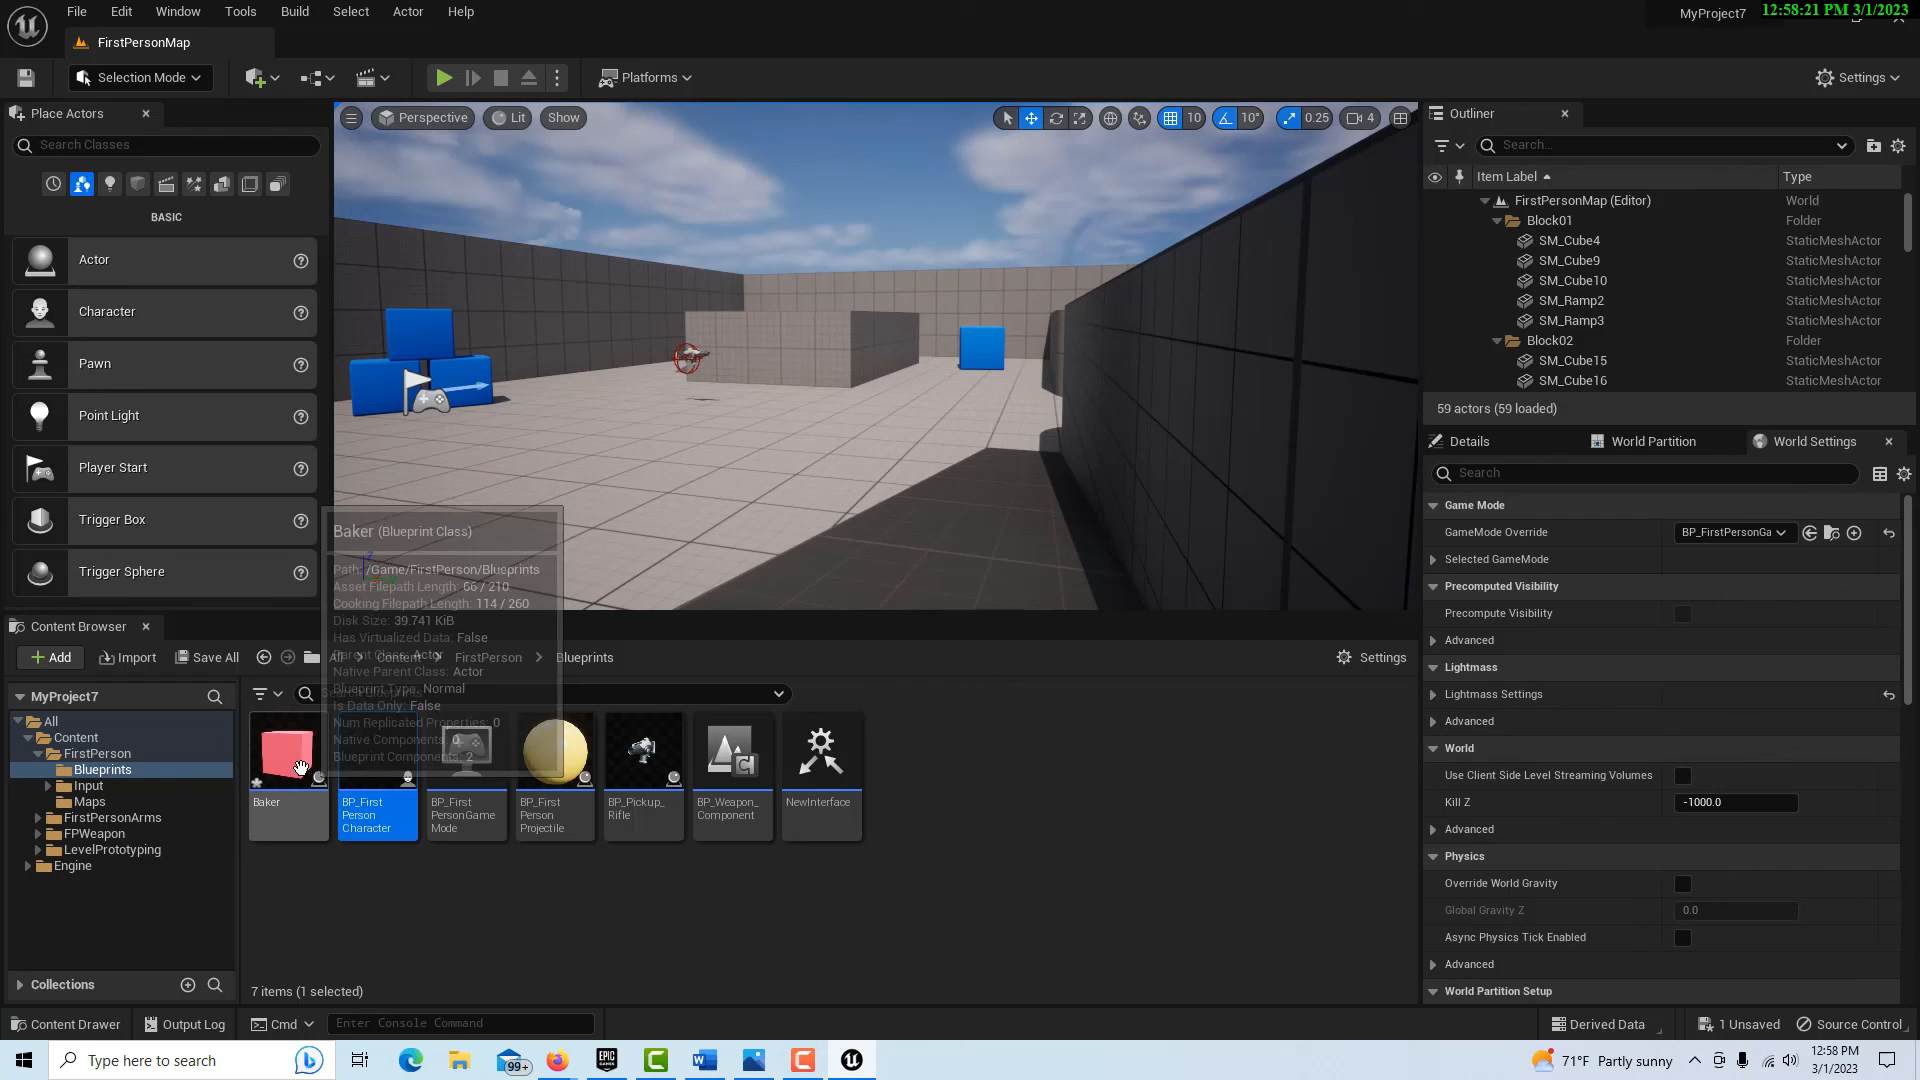 File Edit Window Tools Build Select Actor Help
MyProject7
12:58:21 PM 3/1/2023
FirstPersonMap
Selection Mode
Platforms
Settings
Place Actors
Search Classes
BASIC
Actor
Character
Pawn
Point Light
Player Start
Trigger Box
Trigger Sphere
Perspective
Lit
Show
10
10°
0.25
4
Baker (Blueprint Class)
Path: /Game/FirstPerson/Blueprints
Asset Filepath Length: 66 / 210
Cooking Filepath Length: 114 / 260
Disk Size: 39.741 KiB
Has Virtualized Data: False
Parent Class: Actor
Native Parent Class: Actor
Blueprint Type: Normal
Is Data Only: False
Num Replicated Properties: 0
Native Components: 0
Blueprint Components: 2
Outliner
Search...
Item Label
Type
FirstPersonMap (Editor) World
Block01 Folder
SM_Cube4 StaticMeshActor
SM_Cube9 StaticMeshActor
SM_Cube10 StaticMeshActor
SM_Ramp2 StaticMeshActor
SM_Ramp3 StaticMeshActor
Block02 Folder
SM_Cube15 StaticMeshActor
SM_Cube16 StaticMeshActor
59 actors (59 loaded)
Details
World Partition
World Settings
Search
Game Mode
GameMode Override BP_FirstPersonGa
Selected GameMode
Precomputed Visibility
Precompute Visibility
Advanced
Lightmass
Lightmass Settings
Advanced
World
Use Client Side Level Streaming Volumes
Kill Z -1000.0
Advanced
Physics
Override World Gravity
Global Gravity Z 0.0
Async Physics Tick Enabled
Advanced
World Partition Setup
Content Browser
Add
Import
Save All
All
Content
FirstPerson
Blueprints
Settings
MyProject7
All
Content
FirstPerson
Blueprints
Input
Maps
FirstPersonArms
FPWeapon
LevelPrototyping
Engine
Collections
Baker
BP_First
Person
Character
BP_First
PersonGame
Mode
BP_First
Person
Projectile
BP_Pickup_
Rifle
BP_Weapon_
Component
NewInterface
7 items (1 selected)
Content Drawer
Output Log
Cmd
Enter Console Command
Derived Data
1 Unsaved
Source Control
Type here to search
99+
EPIC
GAMES
71°F Partly sunny
12:58 PM
3/1/2023